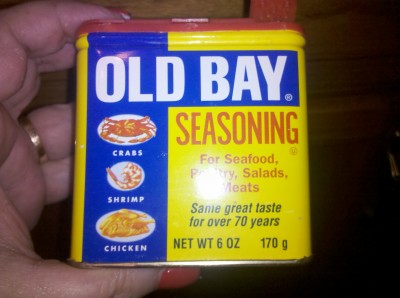 OLD BAY®
SEASONING
CRABS
For Seafood,
Poultry, Salads,
Meats
SHRIMP
Same great taste
for over 70 years
CHICKEN
NET WT 6 OZ 170 g